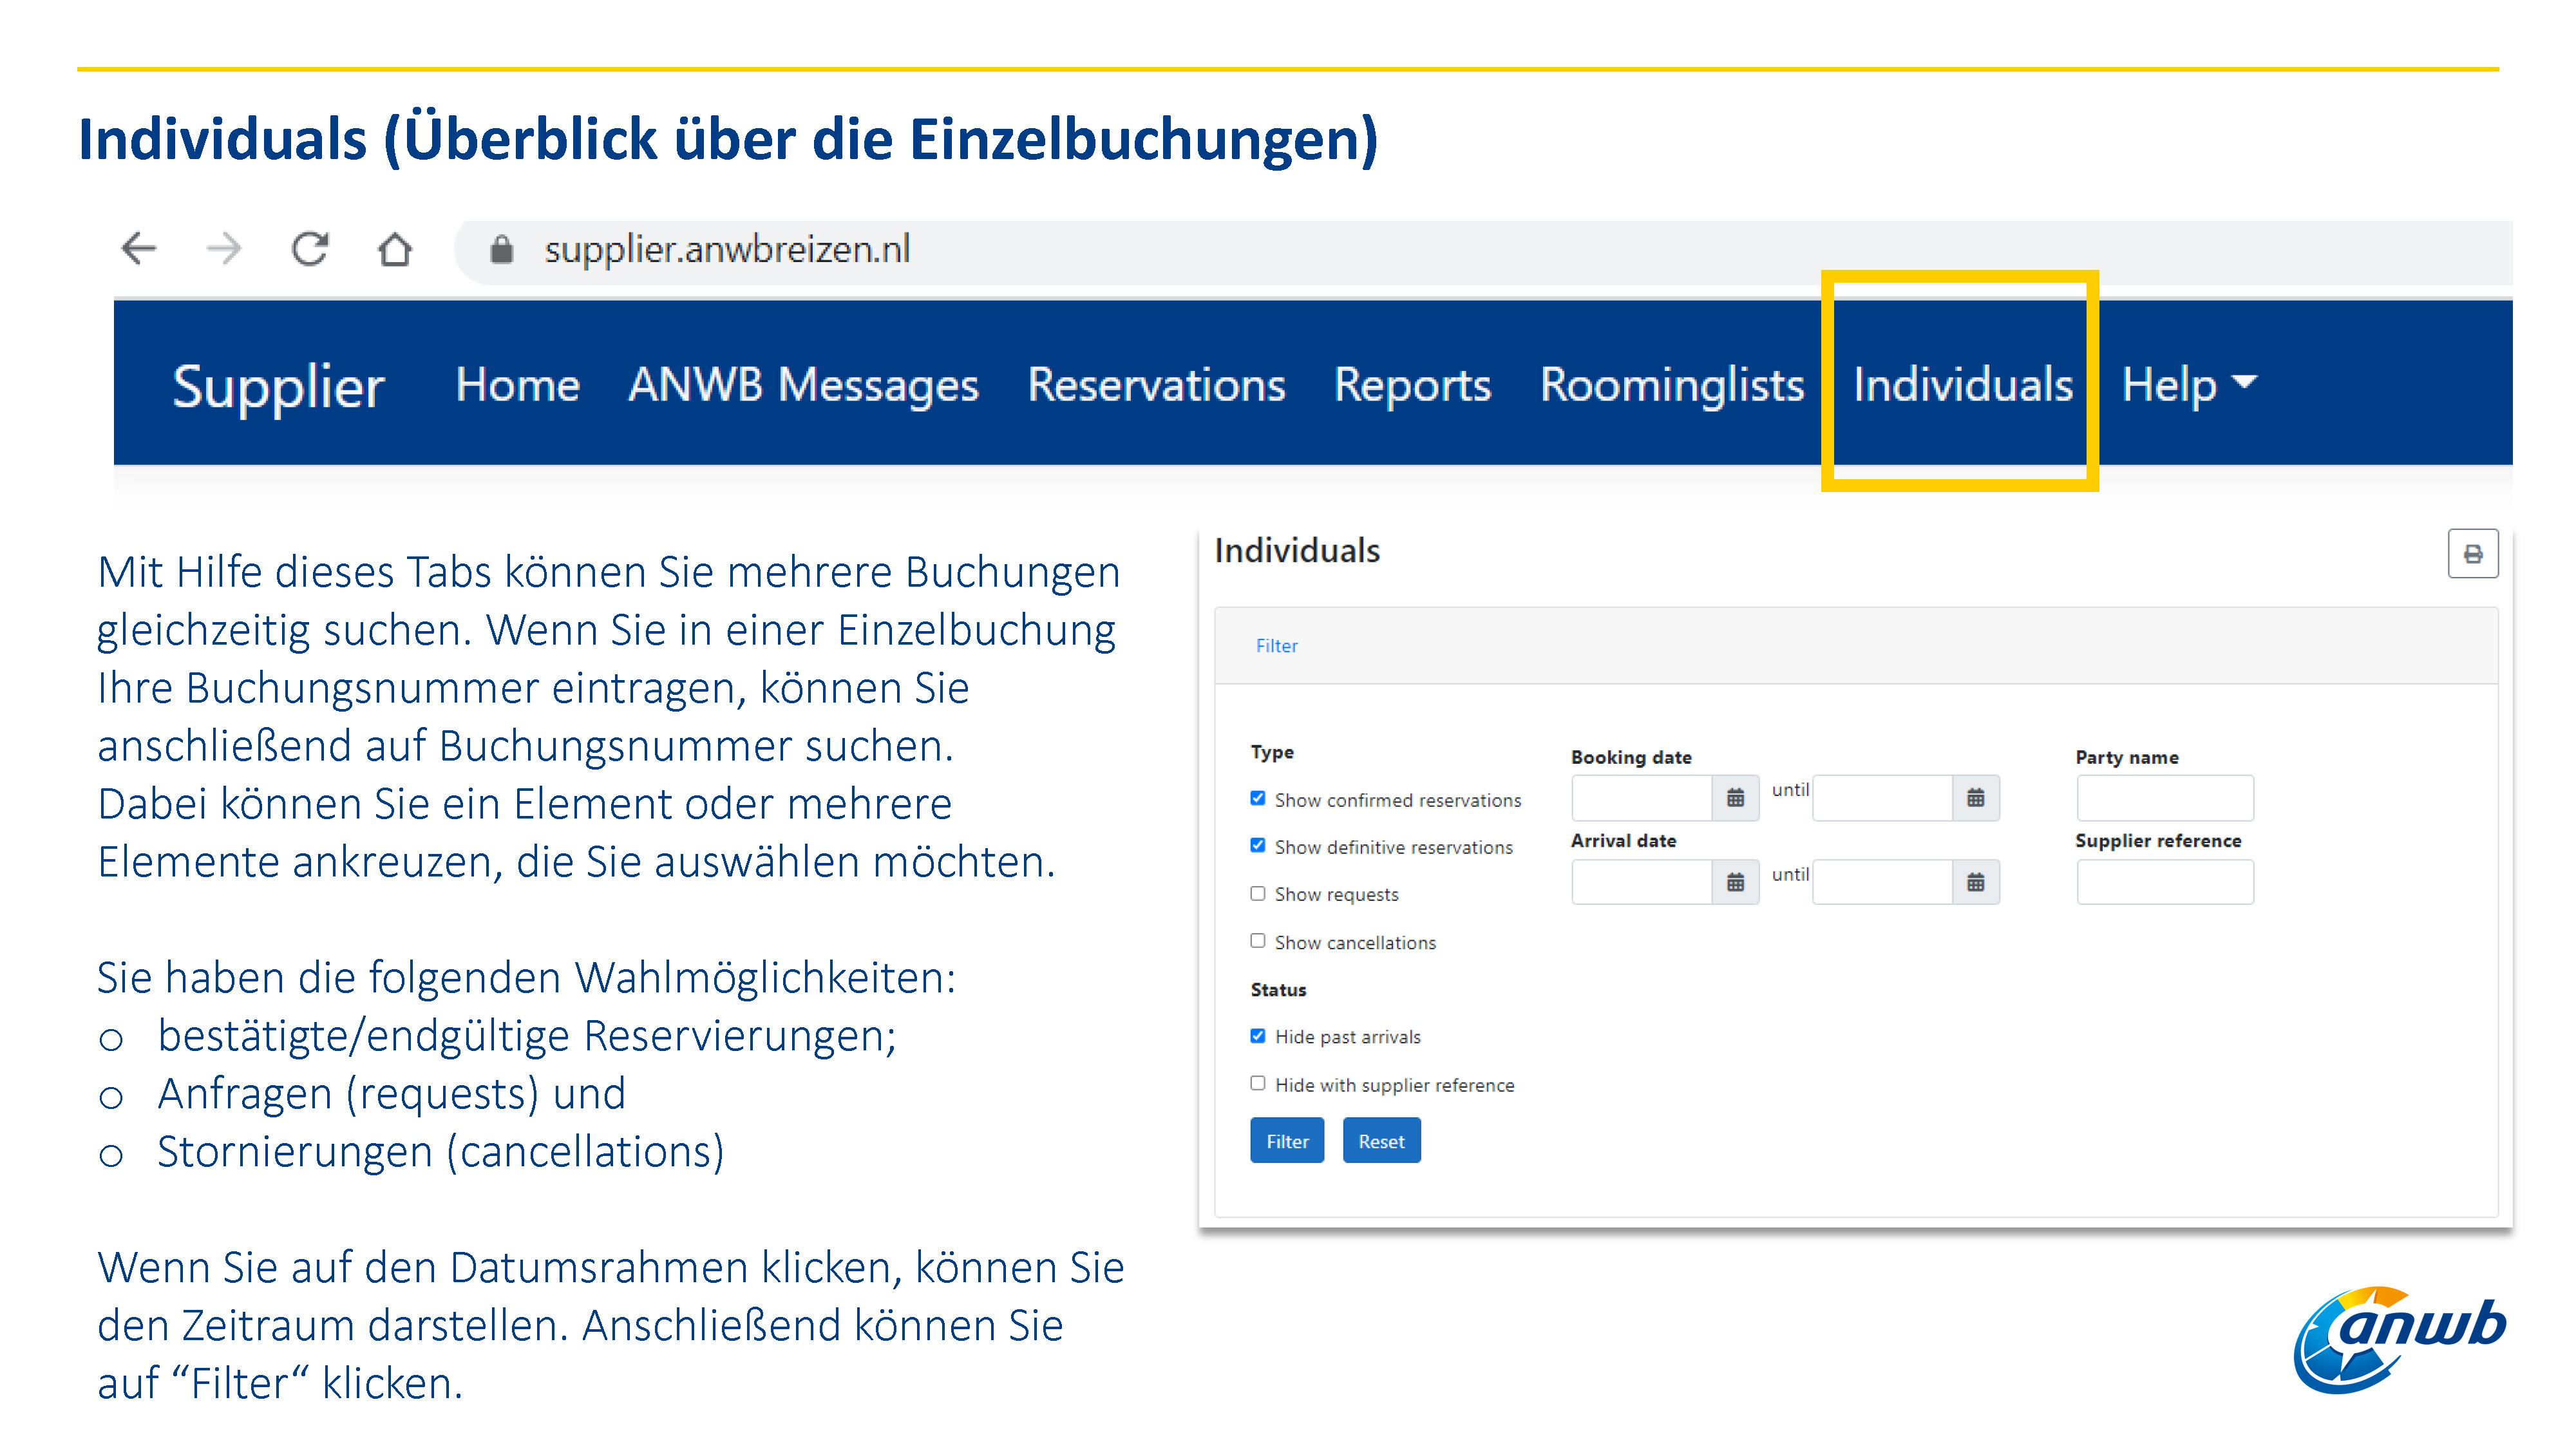 Individuals (Überblick über die Einzelbuchungen)
supplier.anwbreizen.nl
Supplier Home ANWB Messages Reservations Reports Roominglists Individuals Help
Mit Hilfe dieses Tabs können Sie mehrere Buchungen
gleichzeitig suchen. Wenn Sie in einer Einzelbuchung
Ihre Buchungsnummer eintragen, können Sie
anschließend auf Buchungsnummer suchen.
Dabei können Sie ein Element oder mehrere
Elemente ankreuzen, die Sie auswählen möchten.
Sie haben die folgenden Wahlmöglichkeiten:
o bestätigte/endgültige Reservierungen;
o Anfragen (requests) und
o Stornierungen (cancellations)
Wenn Sie auf den Datumsrahmen klicken, können Sie
den Zeitraum darstellen. Anschließend können Sie
auf “Filter“ klicken.
Individuals
Filter
Type
Show confirmed reservations
Show definitive reservations
Show requests
Show cancellations
Status
Hide past arrivals
Hide with supplier reference
Filter Reset
Booking date
until
Arrival date
until
Party name
Supplier reference
anwb